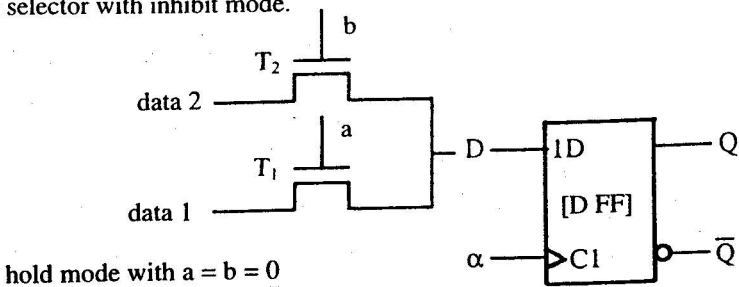 selector with inhibit mode.
b
T₂
data 2
a
D
1D
Q
T₁
[D FF]
data 1
α
C1
Q̅
hold mode with a = b = 0